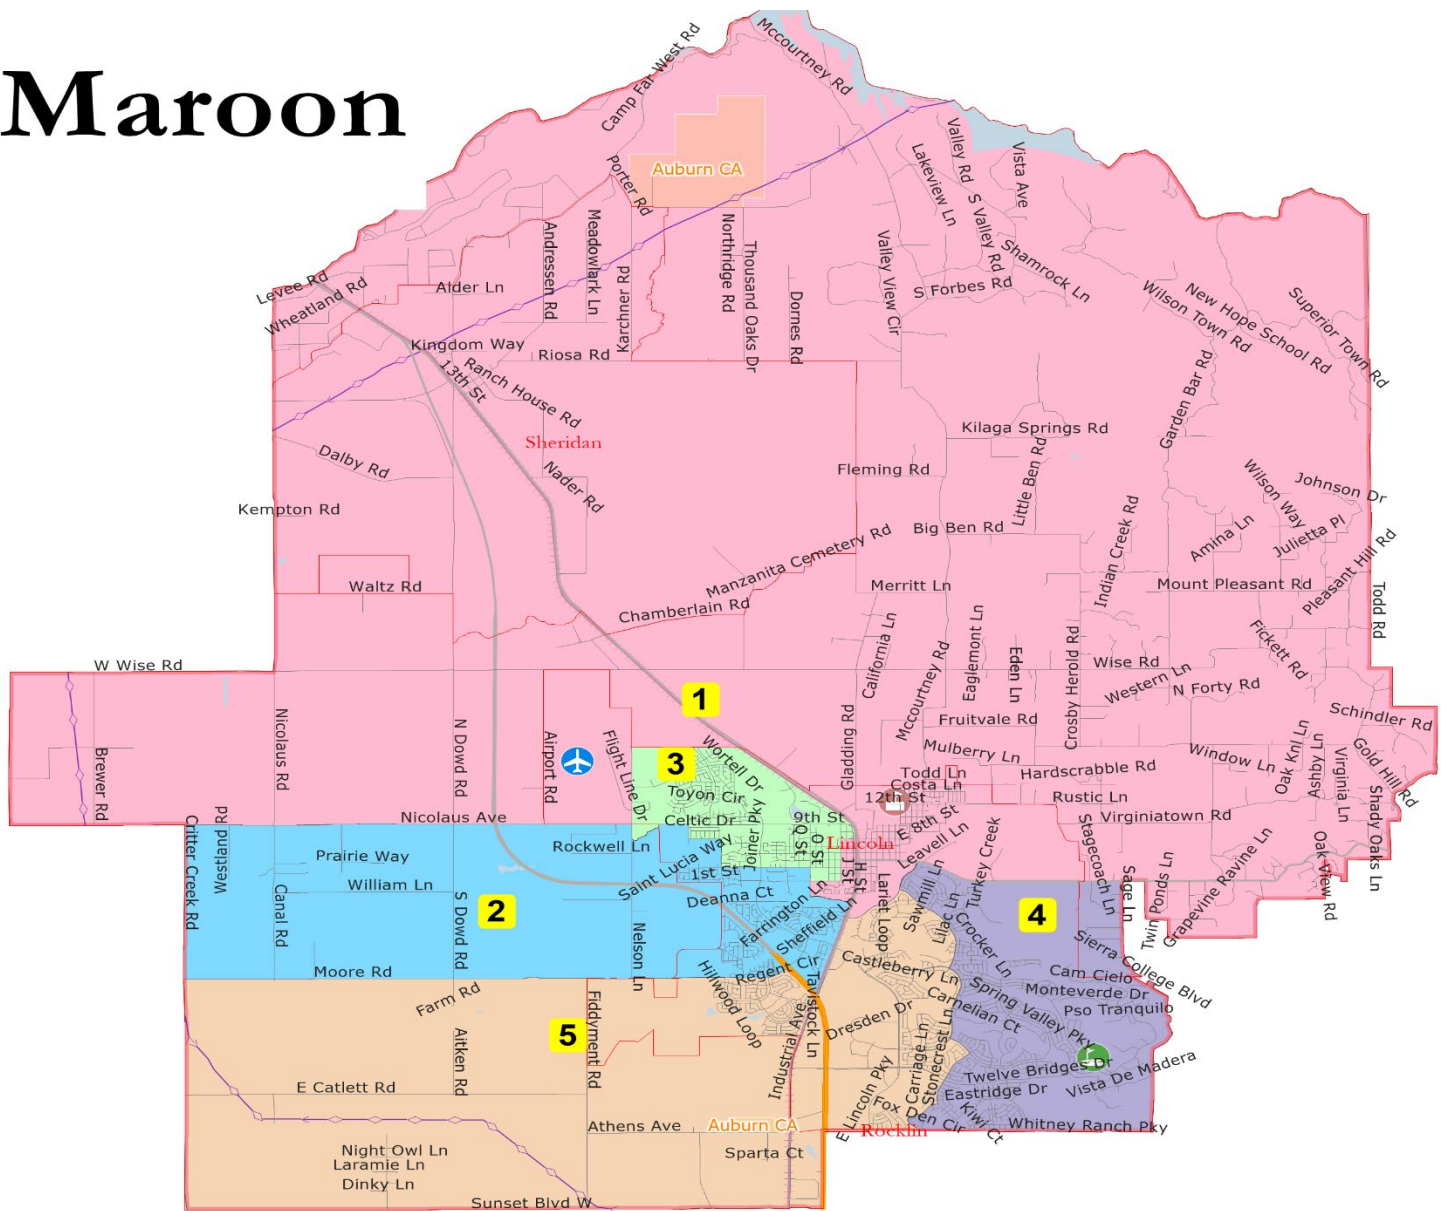 Maroon
Mccourtney Rd
Camp Far West Rd
Auburn CA
Porter Rd
Valley Rd
Vista Ave
Lakeview Ln
S Valley Rd
Andressen Rd
Meadowlark Ln
Karchner Rd
Northridge Rd
Thousand Oaks Dr
Dornes Rd
Valley View Cir
Shamrock Ln
S Forbes Rd
Levee Rd
Wheatland Rd
Alder Ln
Wilson Town Rd
New Hope School Rd
Superior Town Rd
Kingdom Way
Riosa Rd
13th St
Ranch House Rd
Garden Bar Rd
Sheridan
Kilaga Springs Rd
Dalby Rd
Nader Rd
Fleming Rd
Little Ben Rd
Wilson Way
Johnson Dr
Kempton Rd
Big Ben Rd
Indian Creek Rd
Amina Ln
Julietta Pl
Pleasant Hill Rd
Manzanita Cemetery Rd
Waltz Rd
Merritt Ln
Mount Pleasant Rd
Todd Rd
Chamberlain Rd
California Ln
Eaglemont Ln
Eden Ln
Crosby Herold Rd
Fickett Rd
W Wise Rd
Mccourtney Rd
Wise Rd
Western Ln
N Forty Rd
1
Nicolaus Rd
N Dowd Rd
Airport Rd
Flight Line Dr
Gladding Rd
Fruitvale Rd
Schindler Rd
Brewer Rd
3
Wortell Dr
Mulberry Ln
Window Ln
Oak Knl Ln
Ashby Ln
Virginia Ln
Gold Hill Rd
Todd Ln
Hardscrabble Rd
Costa Ln
Toyon Cir
12th St
Rustic Ln
Shady Oaks Ln
Nicolaus Ave
Celtic Dr
Joiner Pky
9th St
Q St
O St
J St
H St
E 8th St
Virginiatown Rd
Critter Creek Rd
Westland Rd
Rockwell Ln
Lincoln
Leavell Ln
Turkey Creek
Stagecoach Ln
Sage Ln
Twin Ponds Ln
Grapevine Ravine Ln
Oak View Rd
Prairie Way
Saint Lucia Way
1st St
William Ln
Deanna Ct
Lariet Loop
Sawmill Ln
Lilac Ln
2
4
Canal Rd
S Dowd Rd
Nelson Ln
Farrington Ln
Sheffield Ln
Crocker Ln
Sierra College Blvd
Moore Rd
Regent Cir
Castleberry Ln
Cam Cielo
Hillwood Loop
Tavistock Ln
Spring Valley Pky
Monteverde Dr
Farm Rd
Fiddyment Rd
Carnelian Ct
Pso Tranquilo
5
Aitken Rd
Industrial Ave
Dresden Dr
Carriage Ln
Stonecrest Ln
Twelve Bridges Dr
Vista De Madera
E Catlett Rd
E Lincoln Pky
Eastridge Dr
Fox Den Cir
Kiwi Ct
Athens Ave
Auburn CA
Rocklin
Whitney Ranch Pky
Night Owl Ln
Sparta Ct
Laramie Ln
Dinky Ln
Sunset Blvd W